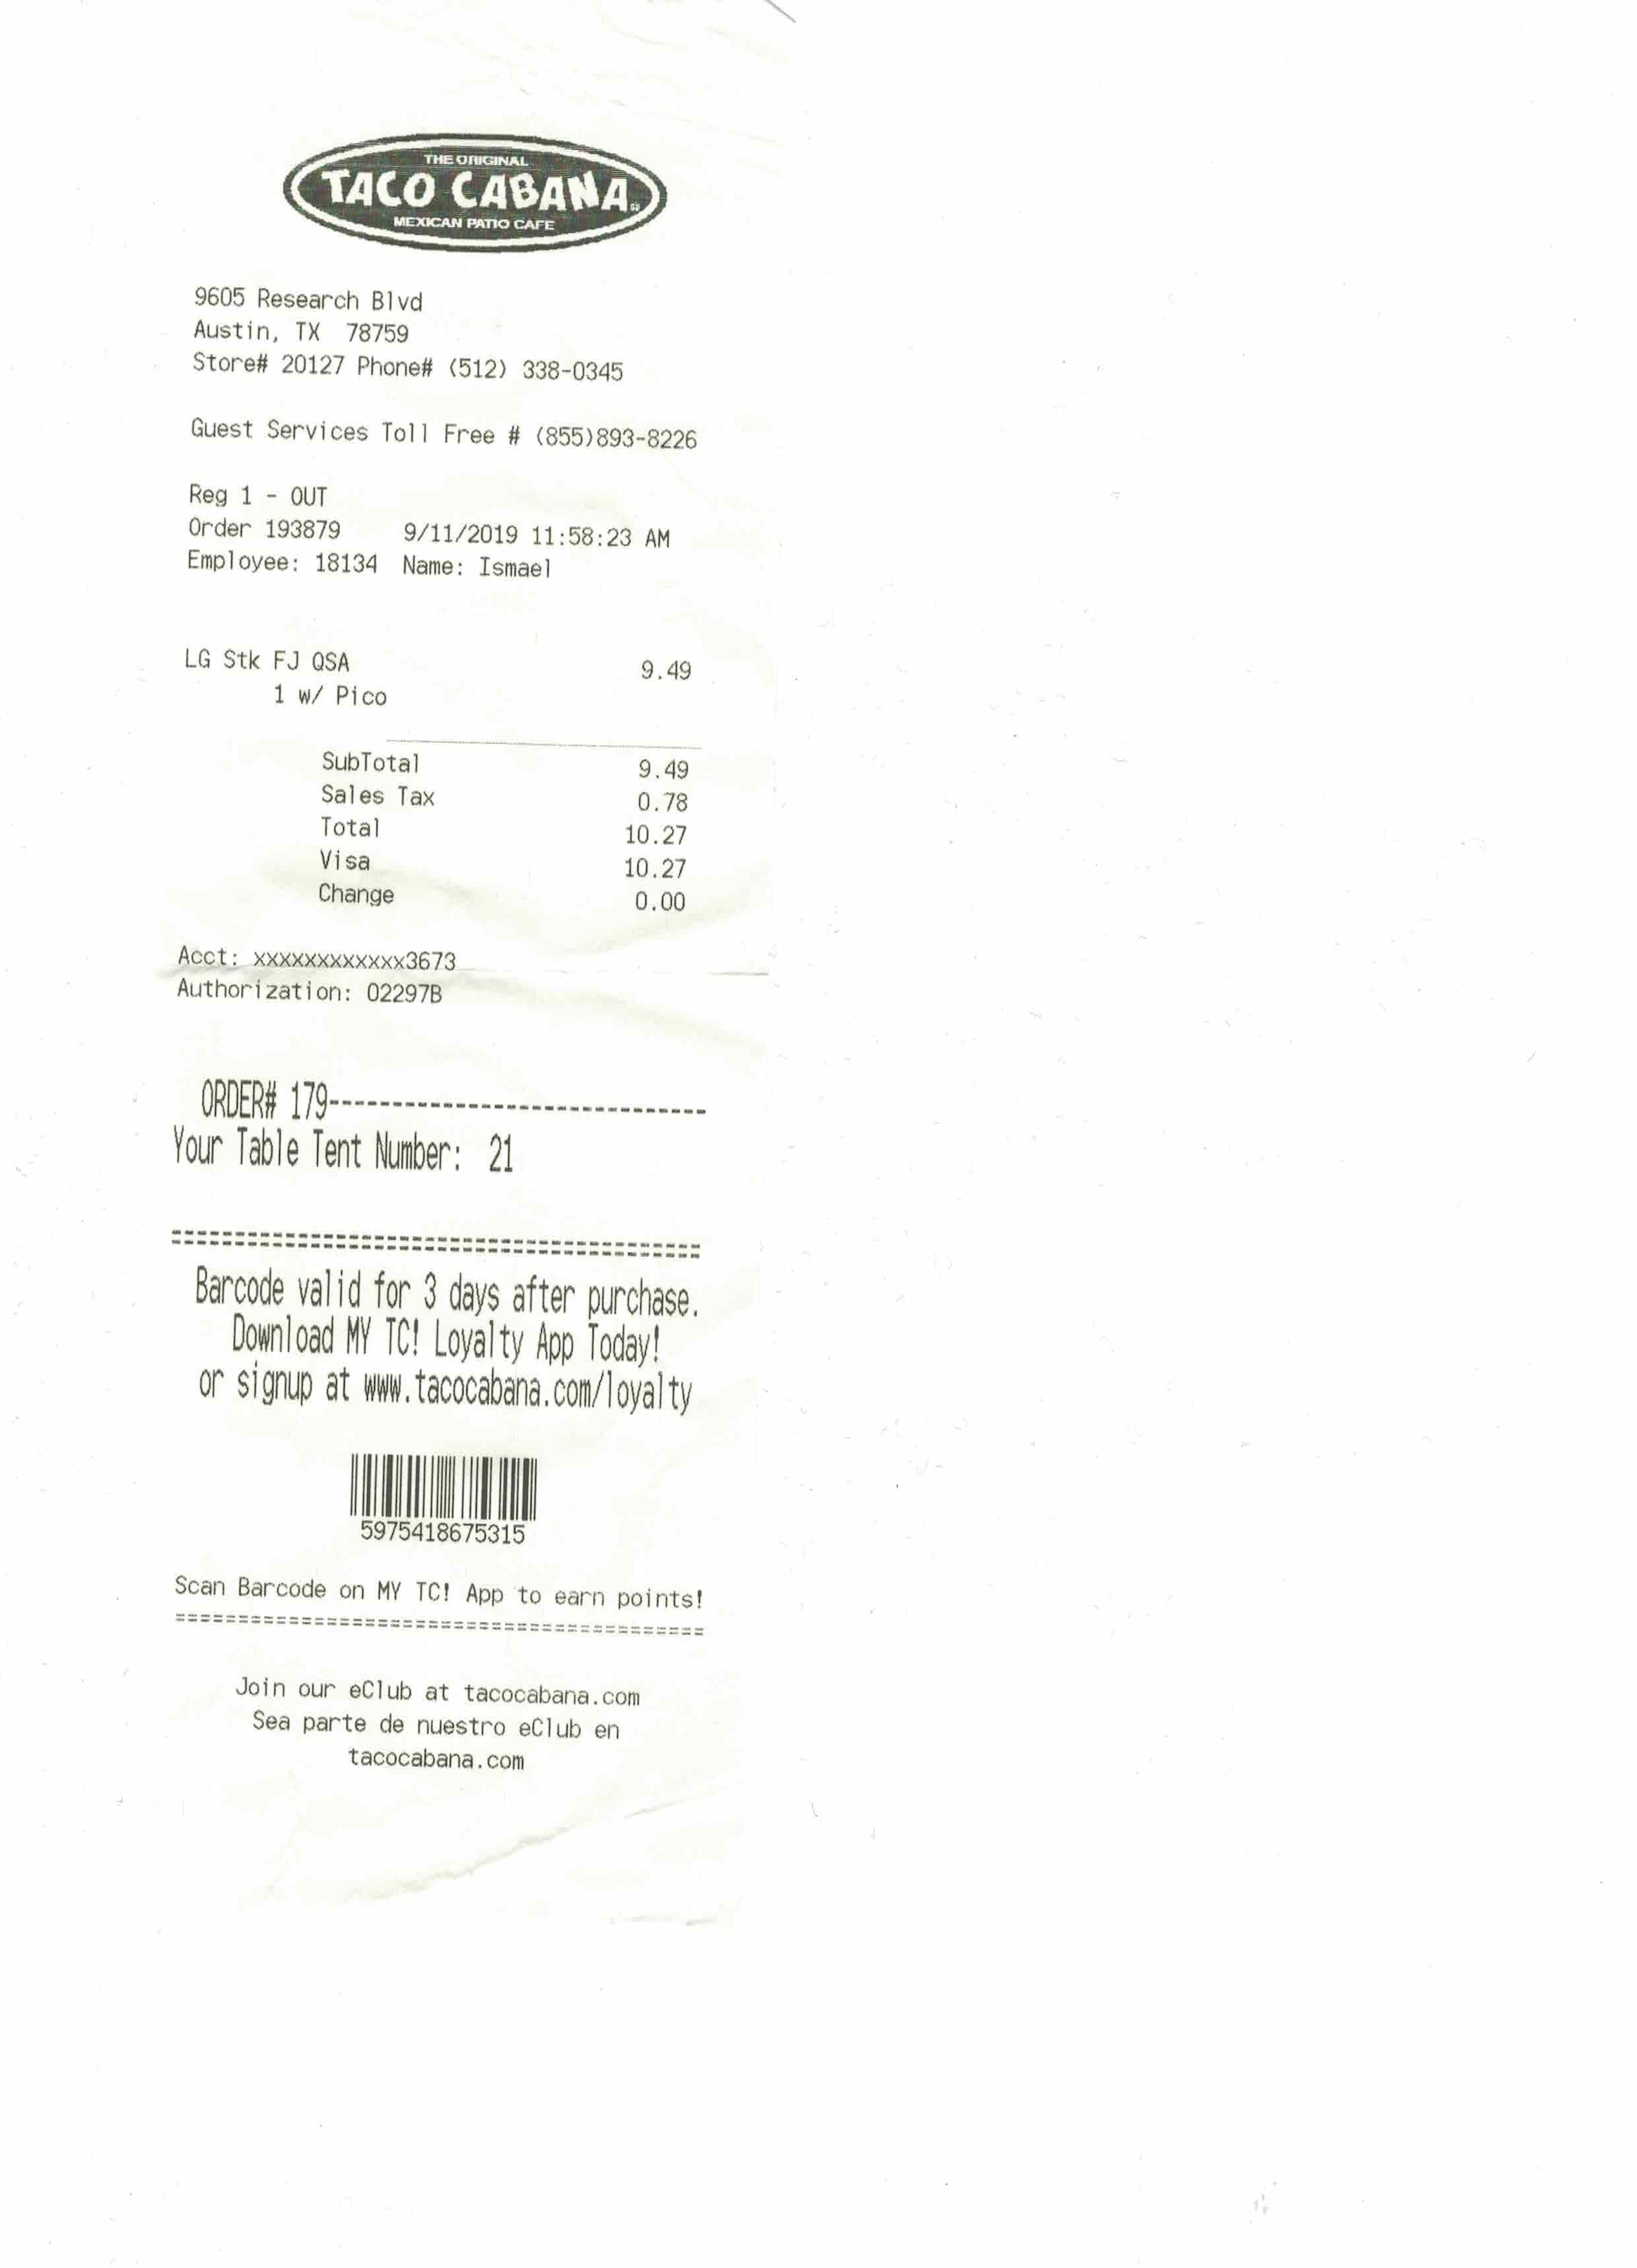 THE ORIGINAL
TACO CABANA
MEXICAN PATIO CAFE
9605 Research Blvd
Austin, TX 78759
Store# 20127 Phone# (512) 338-0345
Guest Services Toll Free # (855)893-8226
Reg 1 - OUT
Order 193879 9/11/2019 11:58:23 AM
Employee: 18134 Name: Ismael
LG Stk FJ QSA 9.49
1 w/ Pico
SubTotal 9.49
Sales Tax 0.78
Total 10.27
Visa 10.27
Change 0.00
Acct: xxxxxxxxxxxx3673
Authorization: 02297B
ORDER# 179------------------------------
Your Table Tent Number: 21
==========================================
Barcode valid for 3 days after purchase.
Download MY TC! Loyalty App Today!
or signup at www.tacocabana.com/loyalty
5975418675315
Scan Barcode on MY TC! App to earn points!
==========================================
Join our eClub at tacocabana.com
Sea parte de nuestro eClub en
tacocabana.com